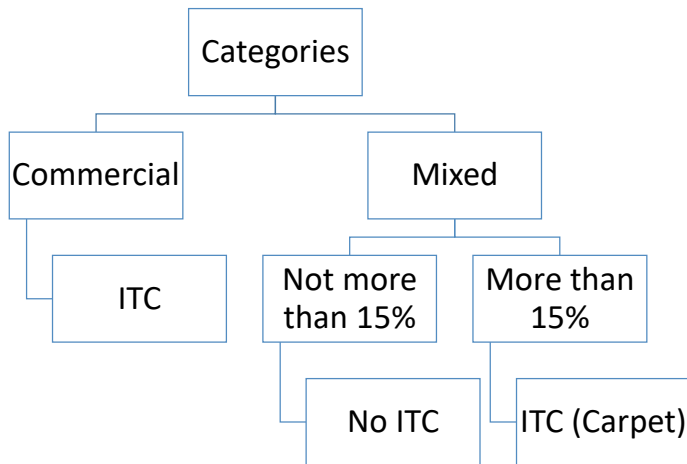 Categories
Commercial
Mixed
ITC
Not more
than 15%
More than
15%
No ITC
ITC (Carpet)